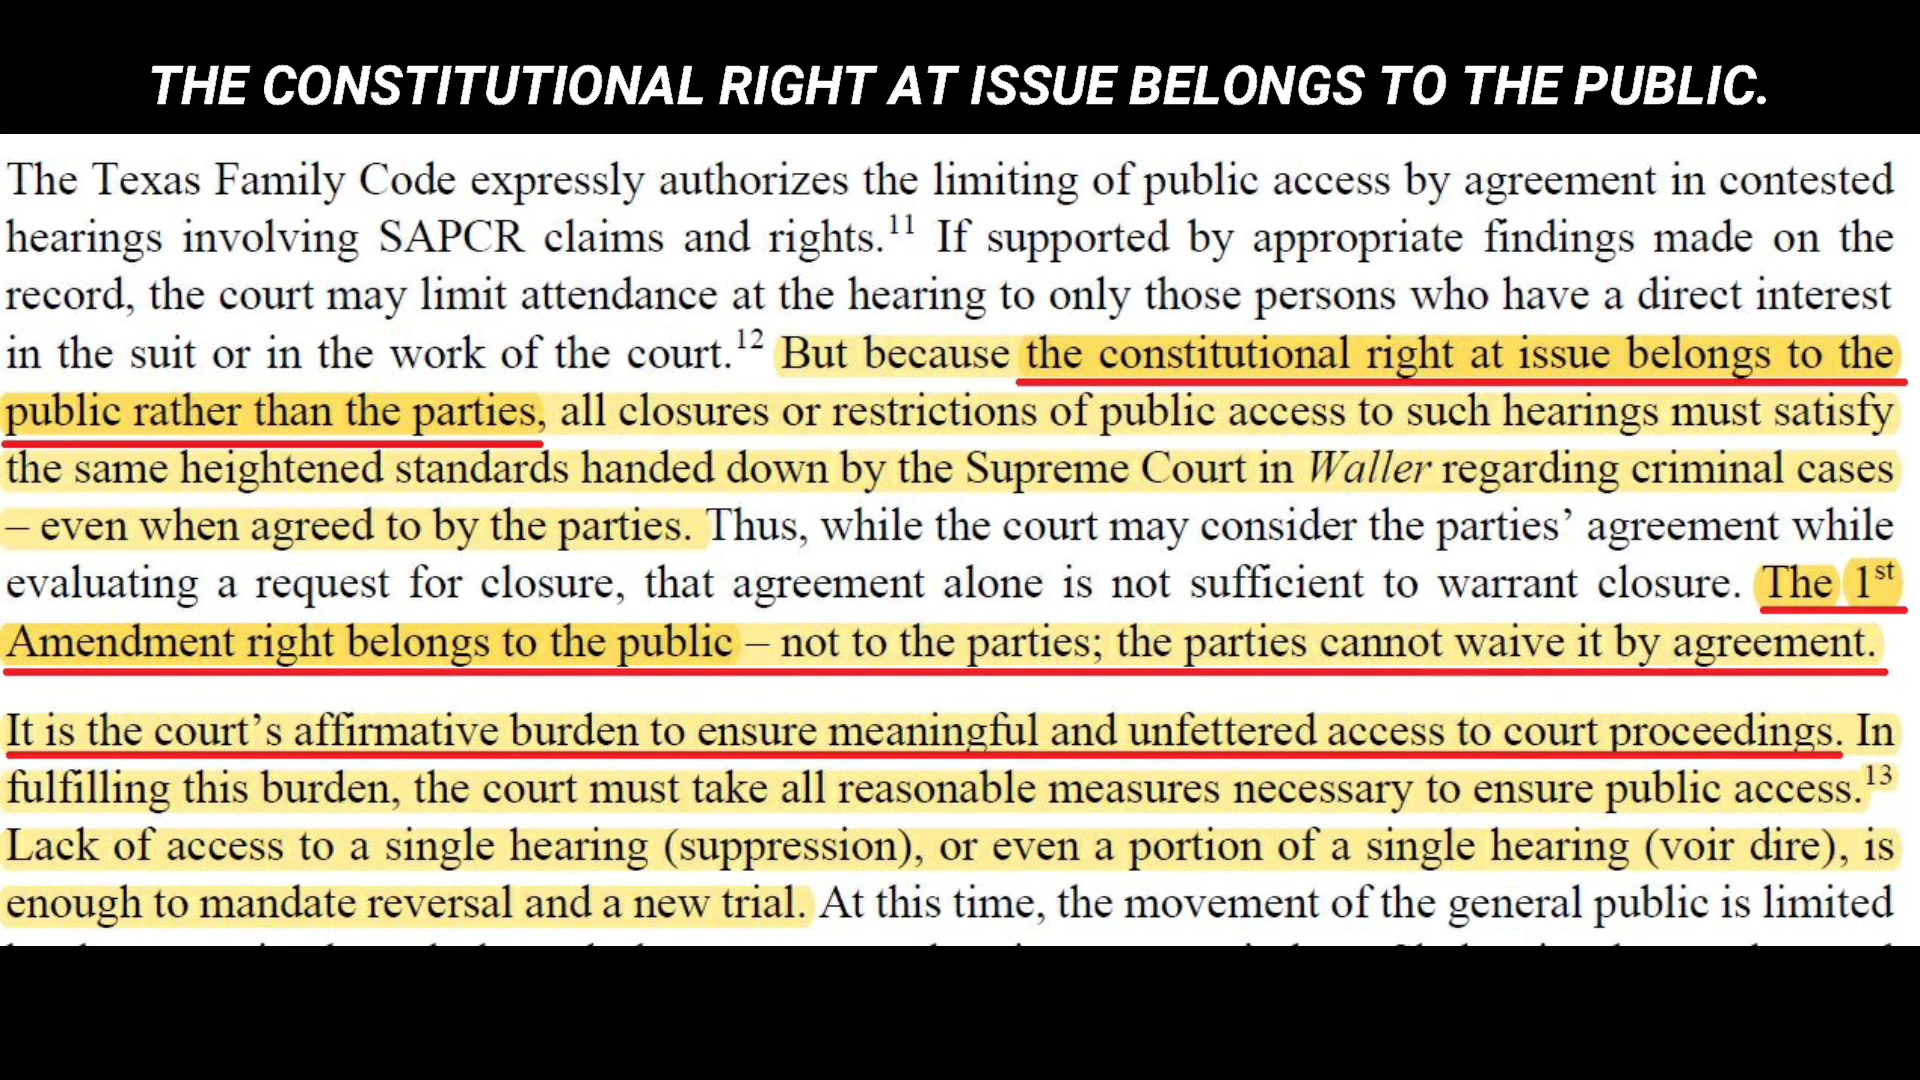 THE CONSTITUTIONAL RIGHT AT ISSUE BELONGS TO THE PUBLIC.
The Texas Family Code expressly authorizes the limiting of public access by agreement in contested
hearings involving SAPCR claims and rights.11 If supported by appropriate findings made on the
record, the court may limit attendance at the hearing to only those persons who have a direct interest
in the suit or in the work of the court.12 But because the constitutional right at issue belongs to the
public rather than the parties, all closures or restrictions of public access to such hearings must satisfy
the same heightened standards handed down by the Supreme Court in Waller regarding criminal cases
– even when agreed to by the parties. Thus, while the court may consider the parties’ agreement while
evaluating a request for closure, that agreement alone is not sufficient to warrant closure. The 1st
Amendment right belongs to the public – not to the parties; the parties cannot waive it by agreement.
It is the court’s affirmative burden to ensure meaningful and unfettered access to court proceedings. In
fulfilling this burden, the court must take all reasonable measures necessary to ensure public access.13
Lack of access to a single hearing (suppression), or even a portion of a single hearing (voir dire), is
enough to mandate reversal and a new trial. At this time, the movement of the general public is limited